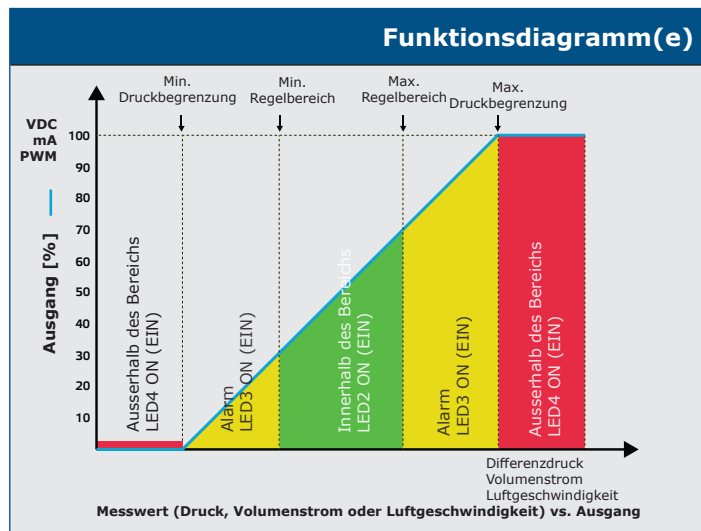 Funktionsdiagramm(e)
Min.
Druckbegrenzung
Min.
Regelbereich
Max.
Regelbereich
Max.
Druckbegrenzung
VDC
mA
PWM
Ausgang [%]
100
90
80
70
60
50
40
30
20
10
Ausserhalb des Bereichs
LED4 ON (EIN)
Alarm
LED3 ON (EIN)
Innerhalb des Bereichs
LED2 ON (EIN)
Alarm
LED3 ON (EIN)
Ausserhalb des Bereichs
LED4 ON (EIN)
Differenzdruck
Volumenstrom
Luftgeschwindigkeit
Messwert (Druck, Volumenstrom oder Luftgeschwindigkeit) vs. Ausgang